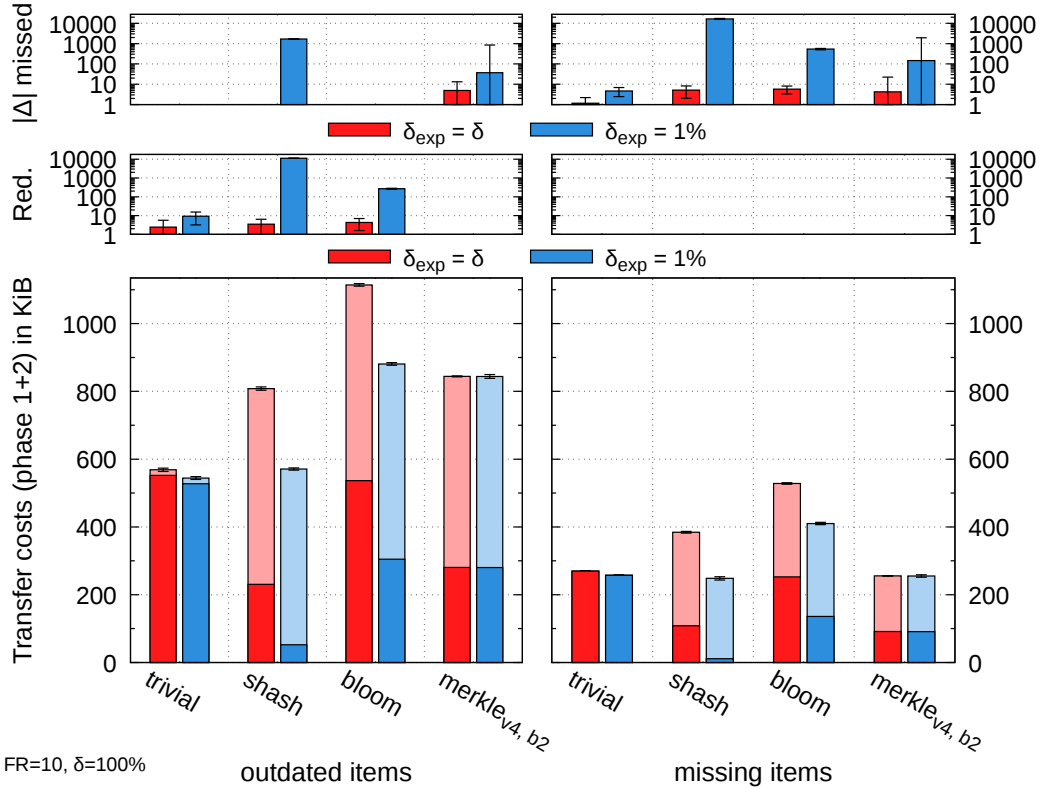 |Δ| missed
10000
1000
100
10
1
10000
1000
100
10
1
δexp = δ
δexp = 1%
Red.
10000
1000
100
10
1
10000
1000
100
10
1
δexp = δ
δexp = 1%
Transfer costs (phase 1+2) in KiB
1000
800
600
400
200
0
1000
800
600
400
200
0
trivial
shash
bloom
merklev4, b2
trivial
shash
bloom
merklev4, b2
FR=10, δ=100%
outdated items
missing items